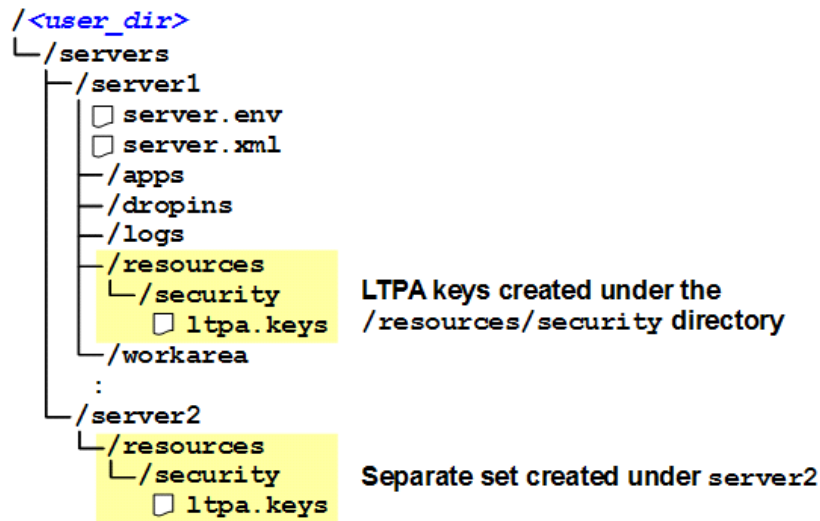 /<user_dir>
/servers
/server1
server.env
server.xml
/apps
/dropins
/logs
/resources
/security
ltpa.keys
LTPA keys created under the
/resources/security directory
/workarea
:
/server2
/resources
/security
ltpa.keys
Separate set created under server2